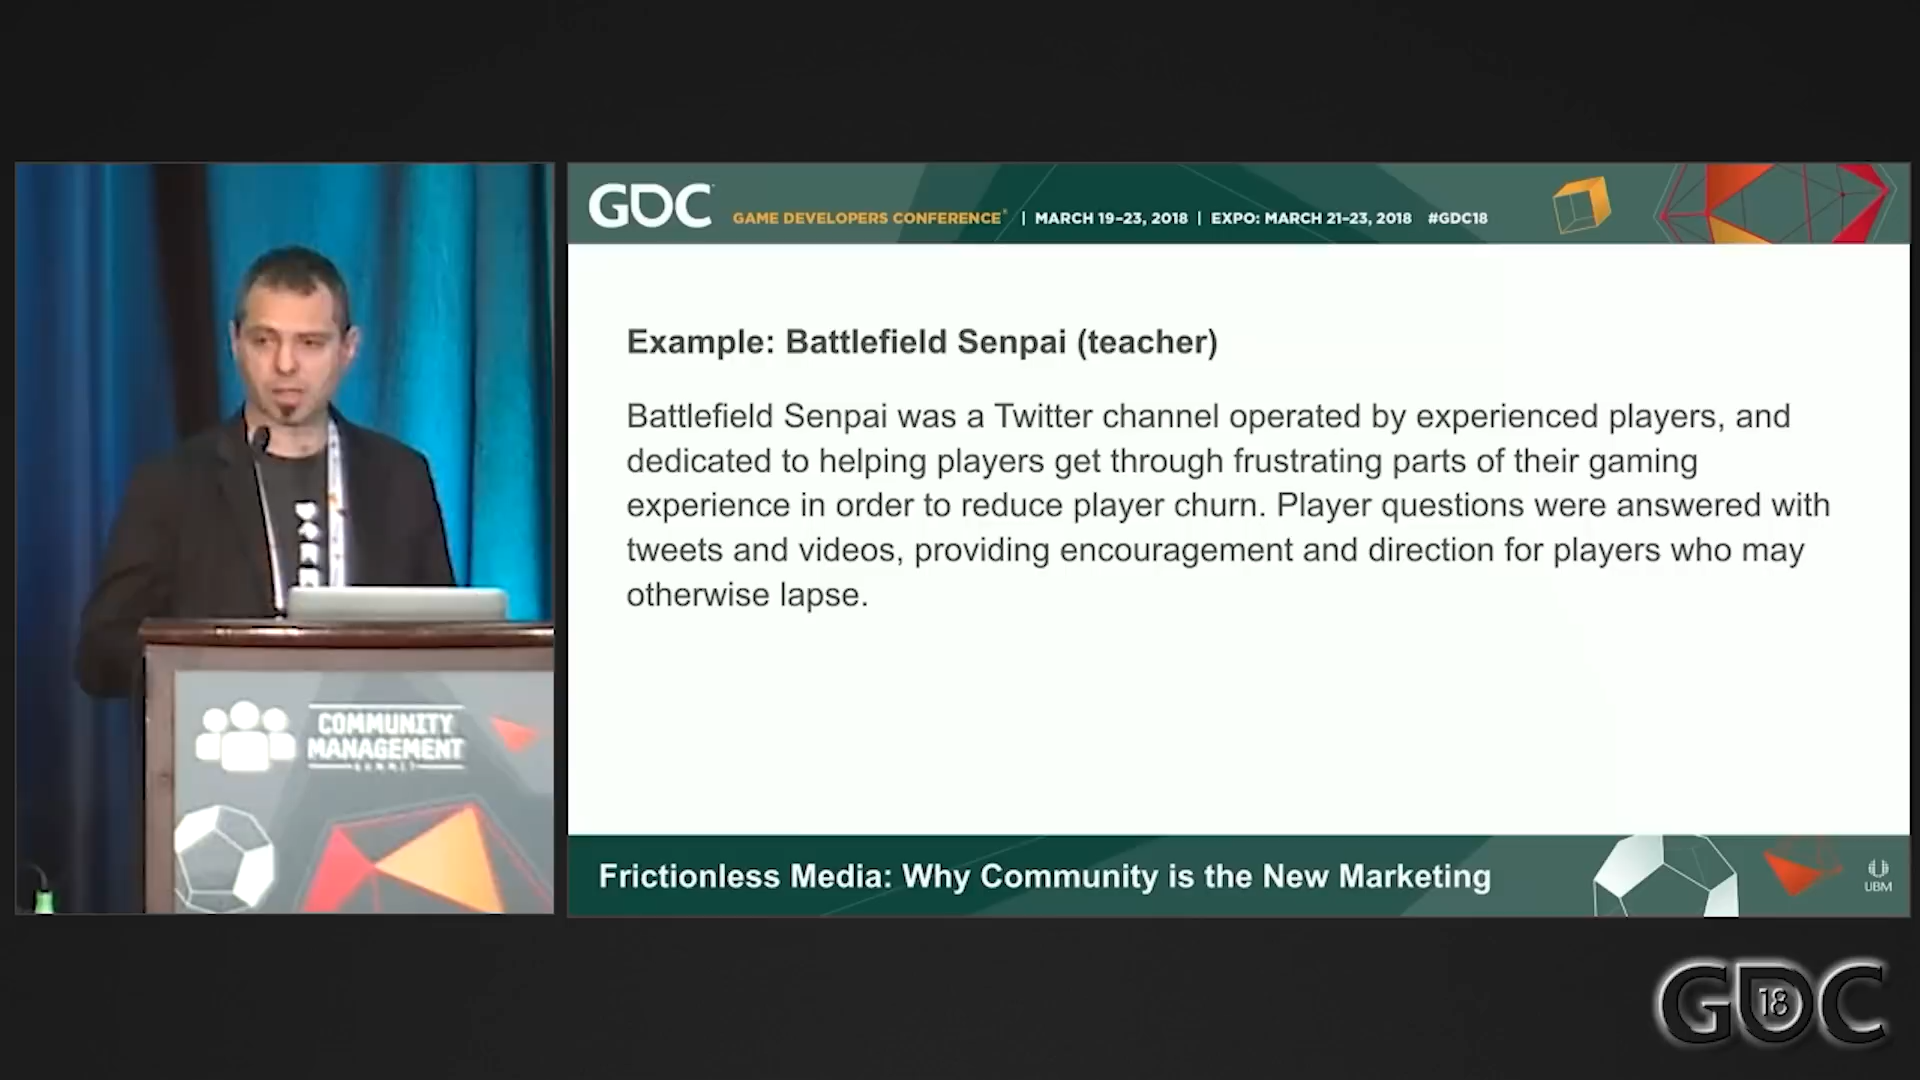 GDC
GAME DEVELOPERS CONFERENCE® | MARCH 19–23, 2018 | EXPO: MARCH 21–23, 2018 #GDC18
Example: Battlefield Senpai (teacher)
Battlefield Senpai was a Twitter channel operated by experienced players, and
dedicated to helping players get through frustrating parts of their gaming
experience in order to reduce player churn. Player questions were answered with
tweets and videos, providing encouragement and direction for players who may
otherwise lapse.
COMMUNITY
MANAGEMENT
SUMMIT
Frictionless Media: Why Community is the New Marketing
UBM
GDC
18